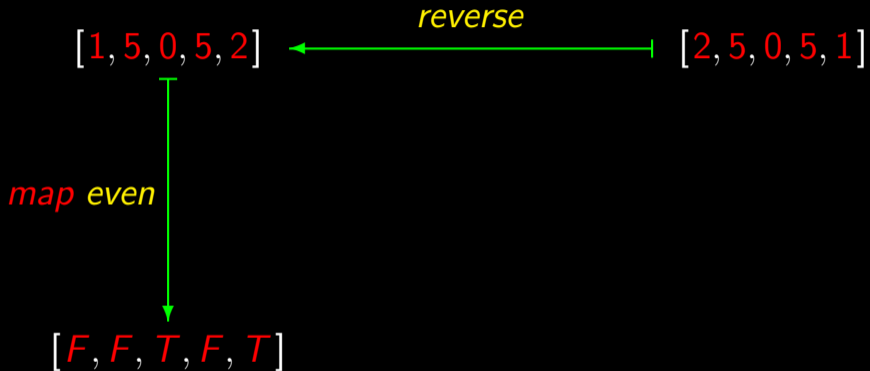 reverse
[1, 5, 0, 5, 2] [2, 5, 0, 5, 1]
map even
[F, F, T, F, T]